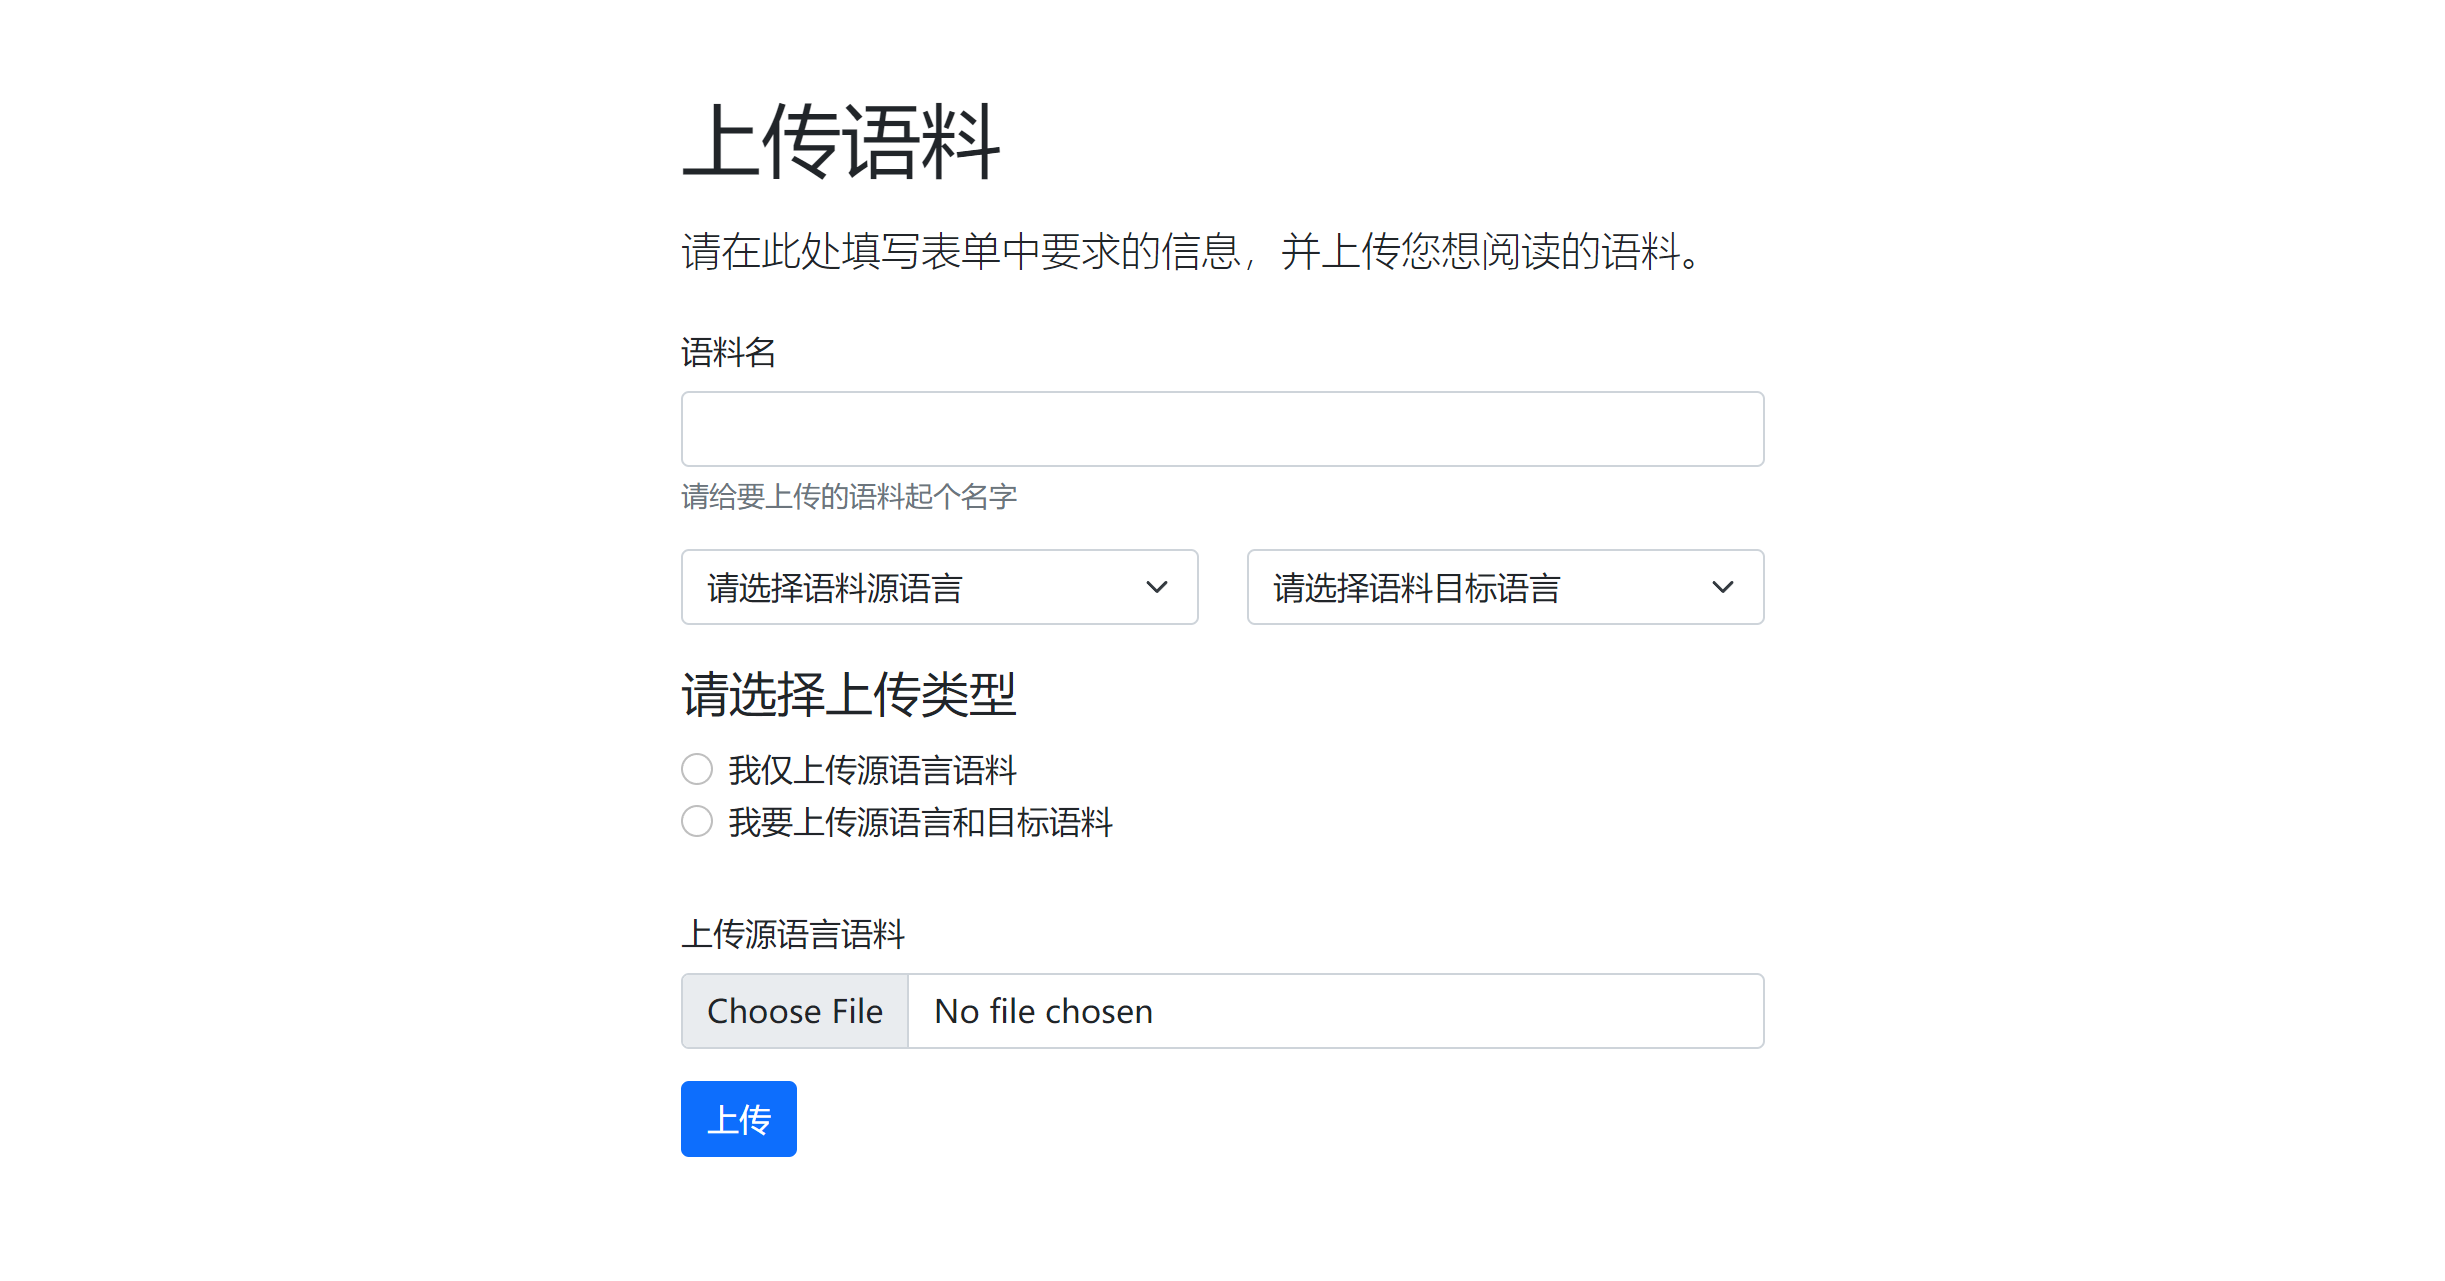 上传语料
请在此处填写表单中要求的信息，并上传您想阅读的语料。
语料名
请给要上传的语料起个名字
请选择语料源语言
请选择语料目标语言
请选择上传类型
我仅上传源语言语料
我要上传源语言和目标语料
上传源语言语料
Choose File No file chosen
上传